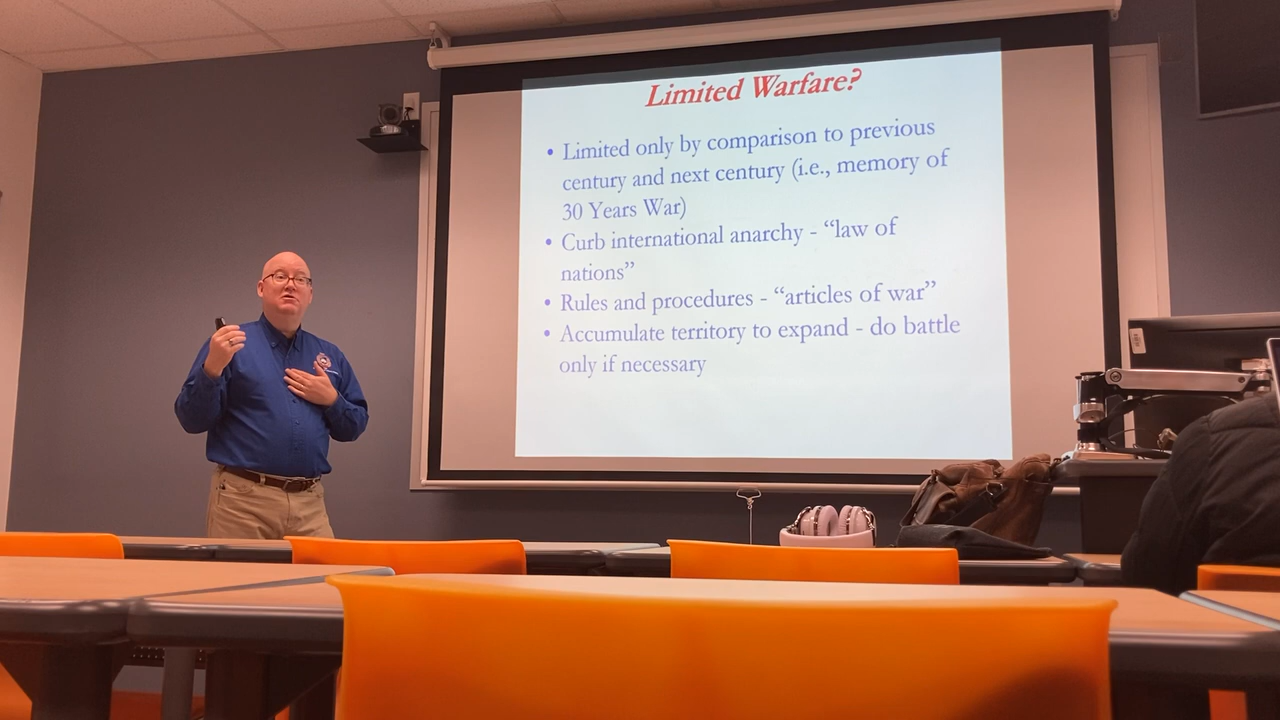 Limited Warfare?
• Limited only by comparison to previous
century and next century (i.e., memory of
30 Years War)
• Curb international anarchy - “law of
nations”
• Rules and procedures - “articles of war”
• Accumulate territory to expand - do battle
only if necessary